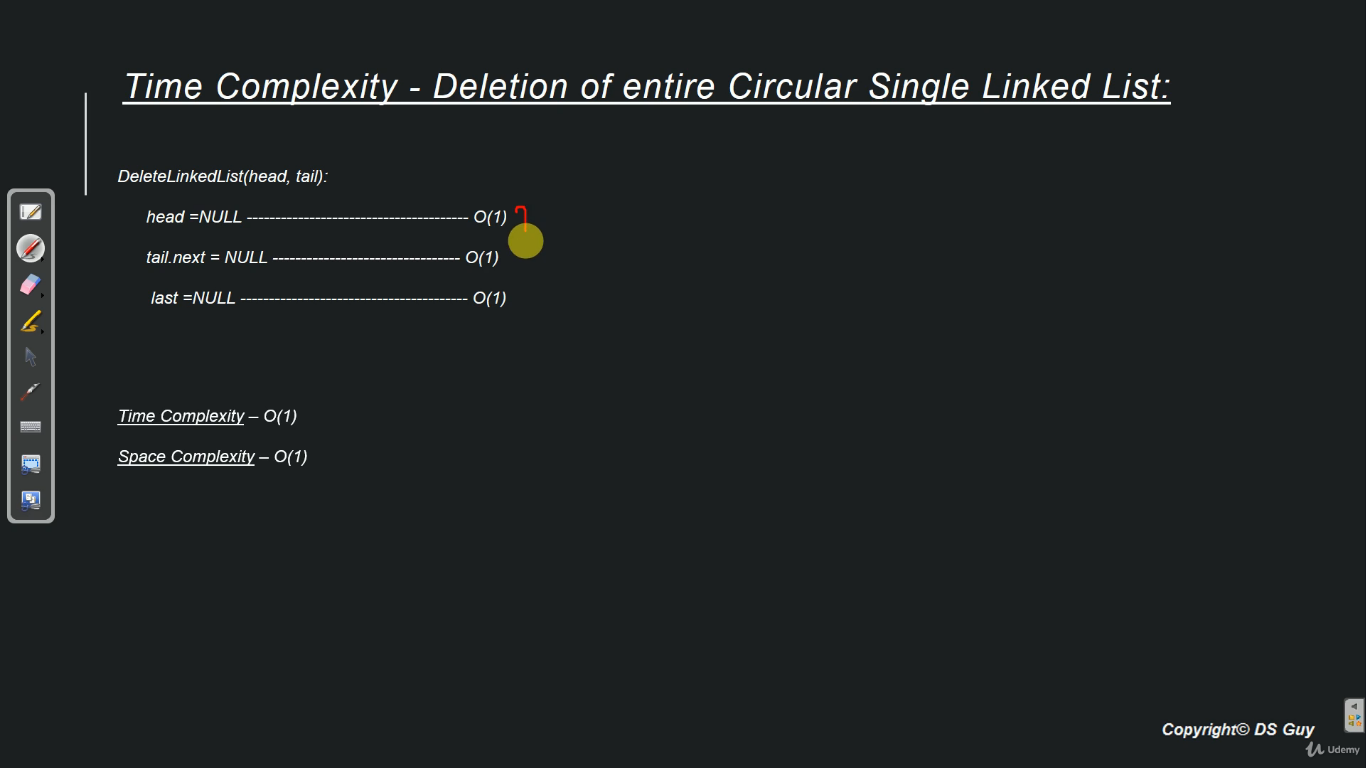 Time Complexity - Deletion of entire Circular Single Linked List:
DeleteLinkedList(head, tail):
head =NULL --------------------------------------- O(1)
tail.next = NULL --------------------------------- O(1)
last =NULL ---------------------------------------- O(1)
Time Complexity – O(1)
Space Complexity – O(1)
Copyright© DS Guy
Udemy